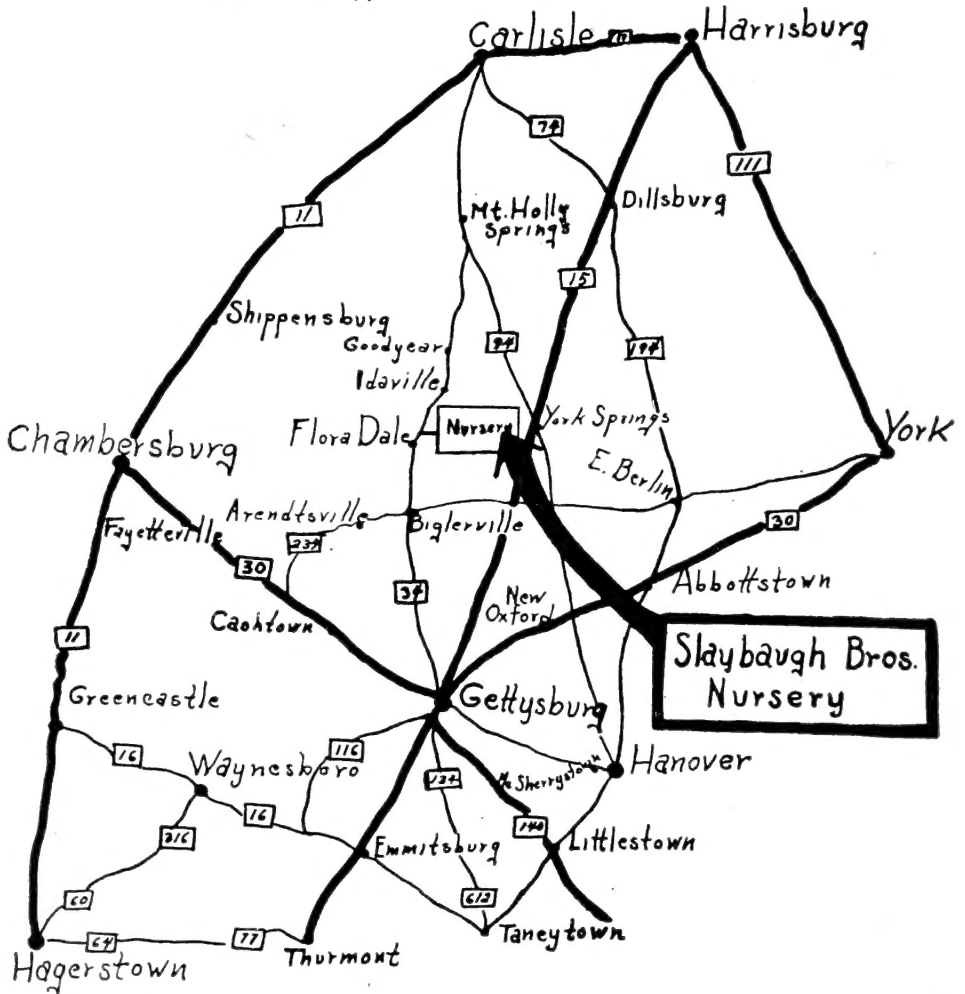 Carlisle
11
Harrisburg
74
111
11
Mt. Holly
Springs
Dillsburg
15
Shippensburg
Goodyear
94
194
Idaville
Flora Dale
Nursery
York Springs
York
Chambersburg
E. Berlin
Arendtsville
Biglerville
Fayetteville
234
30
30
34
New
Oxford
Abbottstown
Cashtown
11
Slaybaugh Bros.
Nursery
Greencastle
Gettysburg
116
16
Waynesboro
134
Mc Sherrystown
Hanover
16
316
140
Littlestown
Emmitsburg
60
612
64
77
Taneytown
Thurmont
Hagerstown